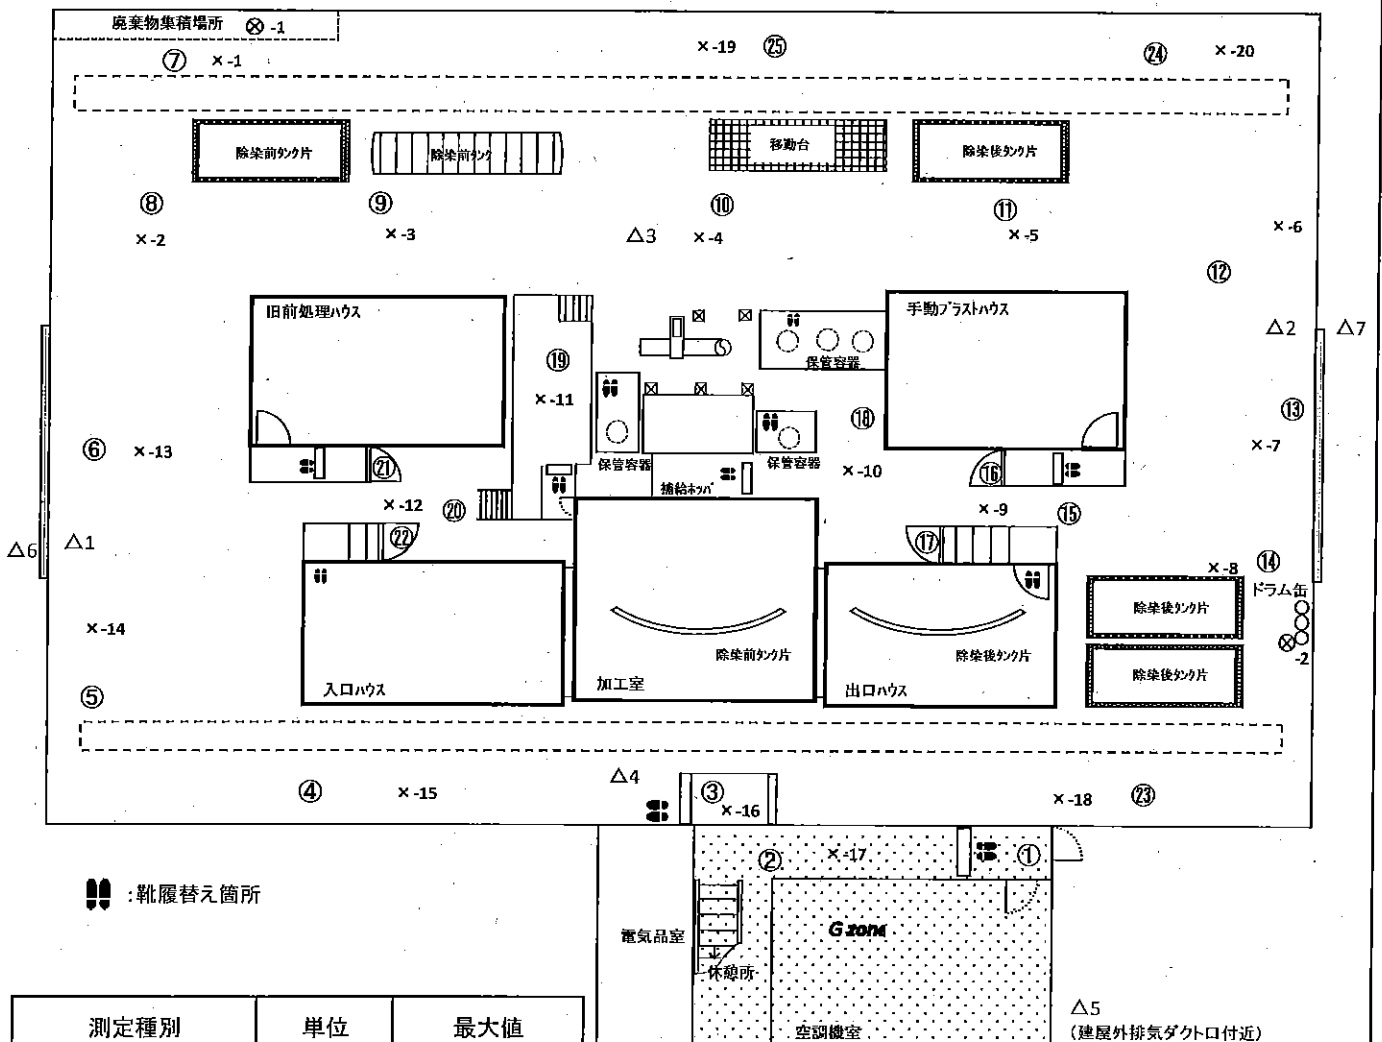 廃棄物集積場所 ⊗ -1
⑦ × -1
× -19 ㉕
㉔ × -20
除染前タンク片
除染前タンク
移動台
除染後タンク片
⑧
⑨
⑩
⑪
× -2
× -3
△3 × -4
× -5
× -6
⑫
旧前処理ハウス
手動ブラストハウス
△2 △7
保管容器
⑲
× -11
⑱
⑬
⑥ × -13
× -7
㉑
保管容器
保管容器
× -10
⑯
補給ホッパ
× -12 ⑳
× -9 ⑮
△6 △1
㉒
⑰
× -8 ⑭
ドラム缶
除染後タンク片
× -14
除染前タンク片
除染後タンク片
⊗ -2
除染後タンク片
入口ハウス
加工室
出口ハウス
⑤
④ × -15
△4
③ × -16
× -18 ㉓
② × -17
①
:靴履替え箇所
電気品室
G zone
休憩所
測定種別 単位 最大値
空調機室
△5
(建屋外排気ダクト口付近)